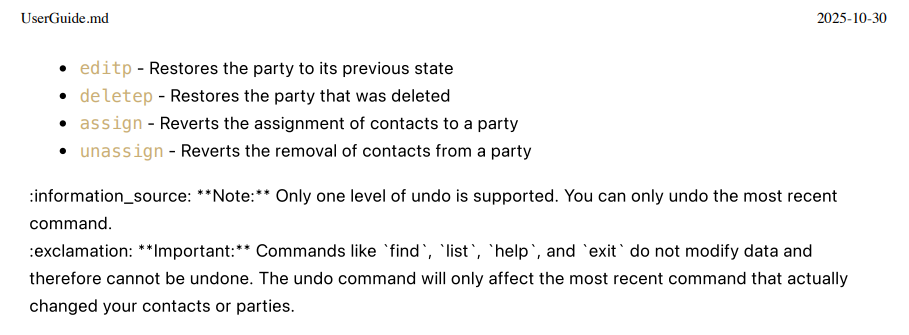 UserGuide.md 2025-10-30
• editp - Restores the party to its previous state
• deletep - Restores the party that was deleted
• assign - Reverts the assignment of contacts to a party
• unassign - Reverts the removal of contacts from a party
:information_source: **Note:** Only one level of undo is supported. You can only undo the most recent
command.
:exclamation: **Important:** Commands like `find`, `list`, `help`, and `exit` do not modify data and
therefore cannot be undone. The undo command will only affect the most recent command that actually
changed your contacts or parties.